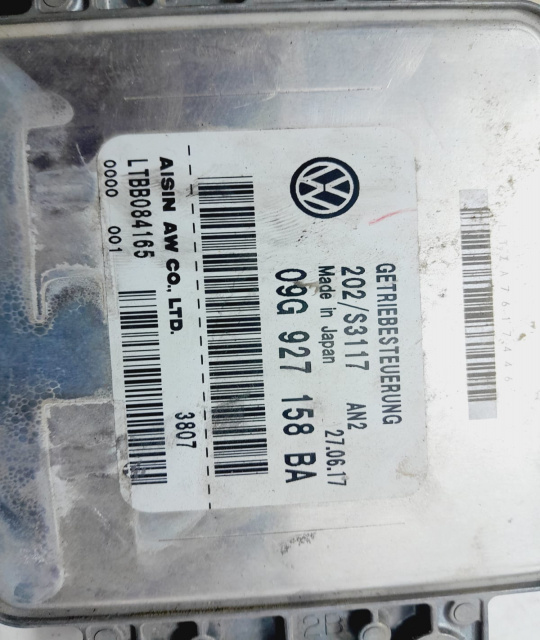 GETRIEBESTEUERUNG
202/S3117 AN2
Made in Japan 27.06.17
09G 927 158 BA
AISIN AW CO., LTD. 3807
LTBB084165
0000 001
2B